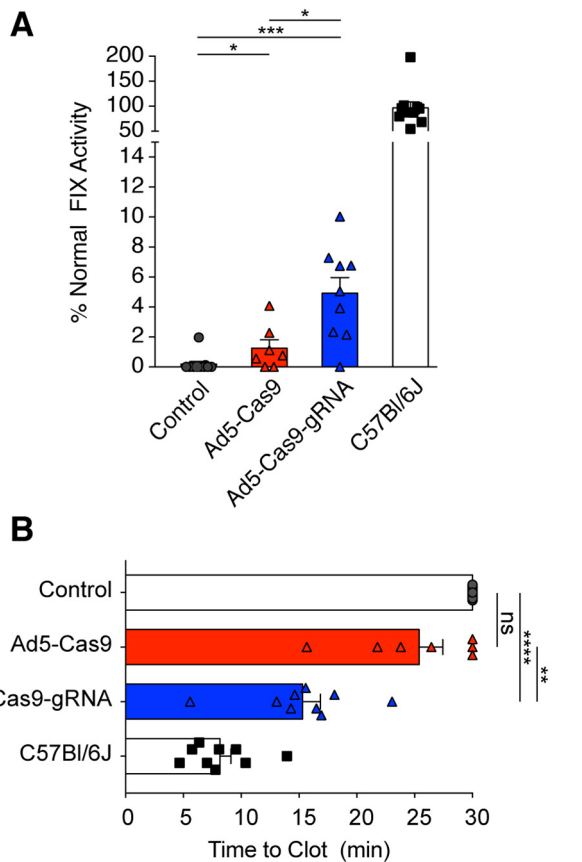 A
*
***
*
% Normal FIX Activity
200
150
100
50
14
12
10
8
6
4
2
0
Control
Ad5-Cas9
Ad5-Cas9-gRNA
C57Bl/6J
B
Control
Ad5-Cas9
Cas9-gRNA
C57Bl/6J
ns
****
**
0 5 10 15 20 25 30
Time to Clot (min)